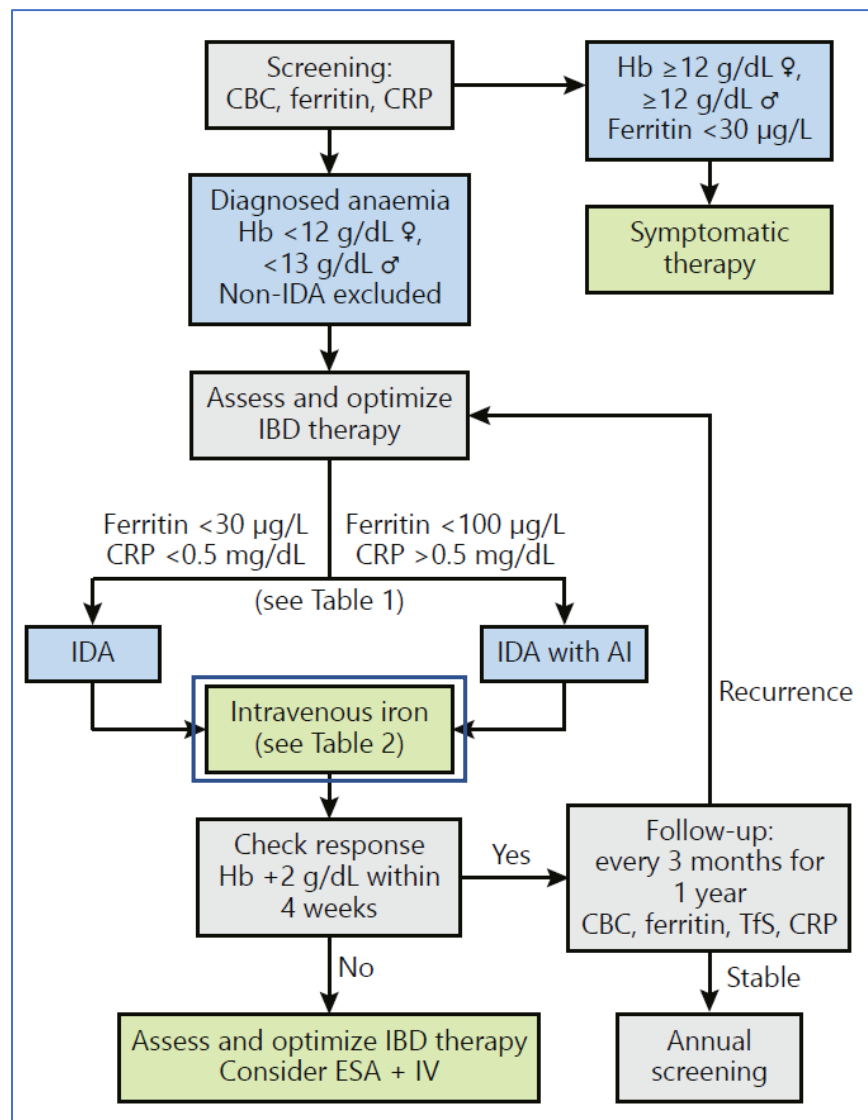 Screening:
CBC, ferritin, CRP
Hb ≥12 g/dL ♀,
≥12 g/dL ♂
Ferritin <30 µg/L
Diagnosed anaemia
Hb <12 g/dL ♀,
<13 g/dL ♂
Non-IDA excluded
Symptomatic
therapy
Assess and optimize
IBD therapy
Ferritin <30 µg/L
CRP <0.5 mg/dL
Ferritin <100 µg/L
CRP >0.5 mg/dL
(see Table 1)
IDA
IDA with AI
Recurrence
Intravenous iron
(see Table 2)
Check response
Hb +2 g/dL within
4 weeks
Yes
Follow-up:
every 3 months for
1 year
CBC, ferritin, TfS, CRP
No
Stable
Assess and optimize IBD therapy
Consider ESA + IV
Annual
screening